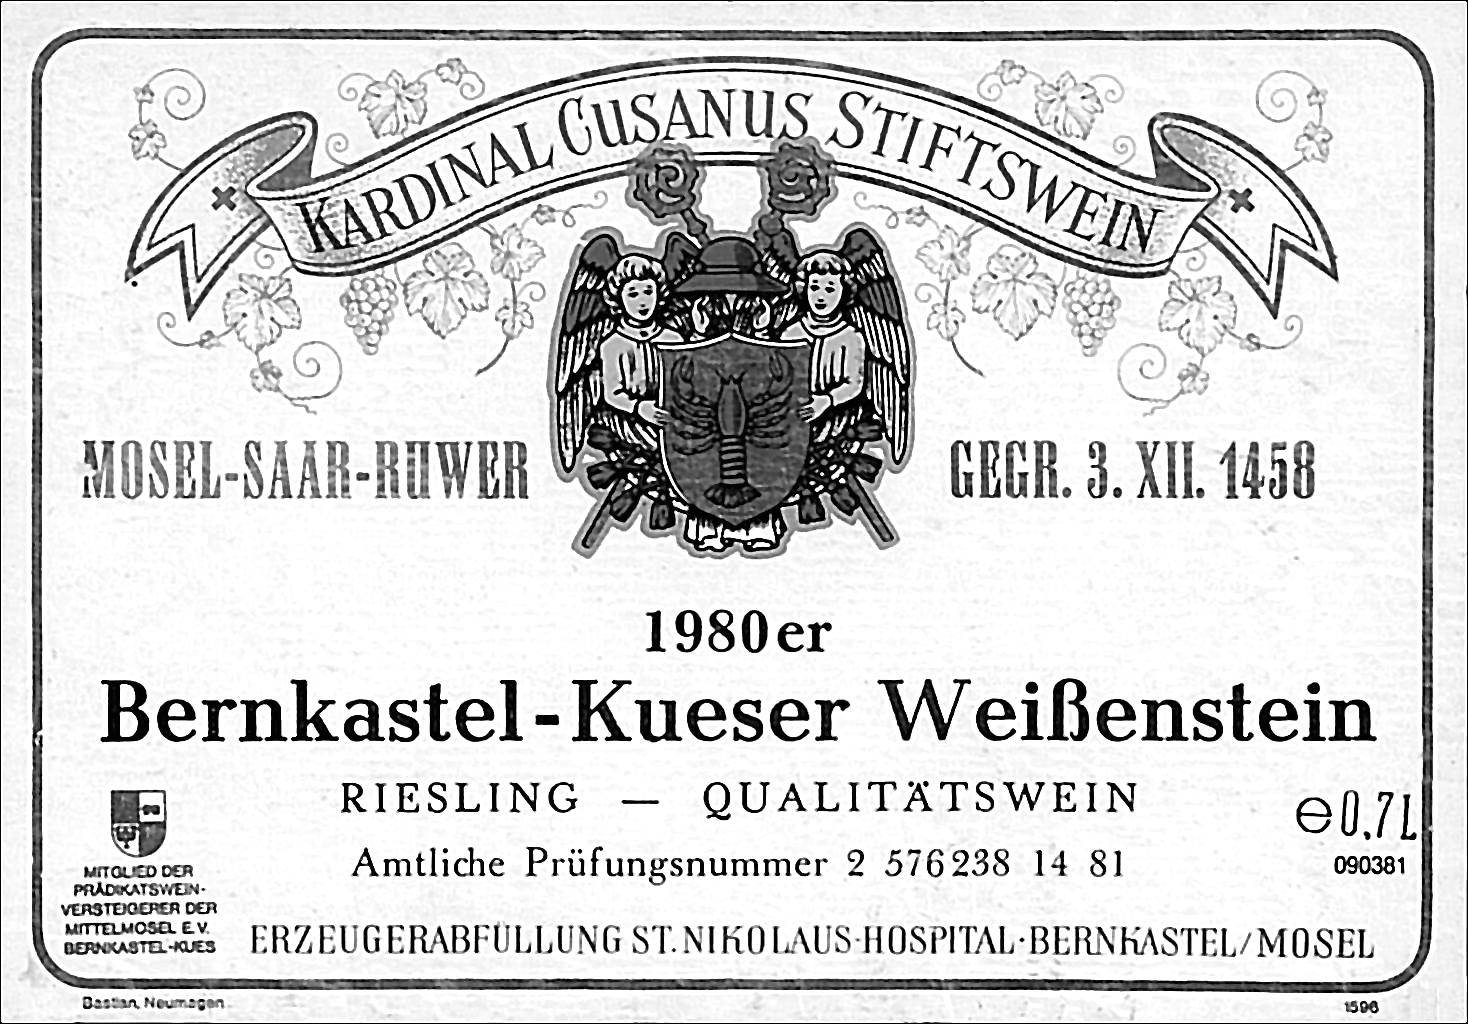 KARDINAL CUSANUS STIFTSWEIN
MOSEL-SAAR-RUWER
GEGR. 3. XII. 1458
1980er
Bernkastel-Kueser Weißenstein
RIESLING — QUALITÄTSWEIN
℮ 0,7 L
Amtliche Prüfungsnummer 2 576238 14 81
090381
MITGLIED DER
PRÄDIKATSWEIN-
VERSTEIGERER DER
MITTELMOSEL E.V.
BERNKASTEL-KUES
ERZEUGERABFÜLLUNG ST. NIKOLAUS-HOSPITAL·BERNKASTEL/MOSEL
Bastian, Neumagen
1596